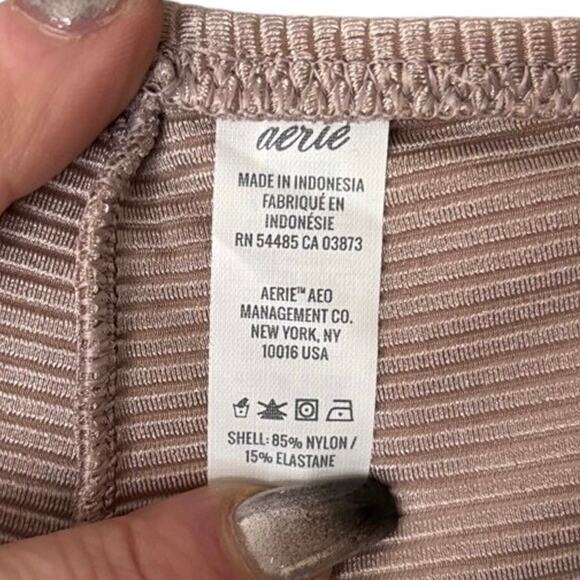 aerie
MADE IN INDONESIA
FABRIQUÉ EN
INDONÉSIE
RN 54485 CA 03873
AERIE™ AEO
MANAGEMENT CO.
NEW YORK, NY
10016 USA
SHELL: 85% NYLON /
15% ELASTANE